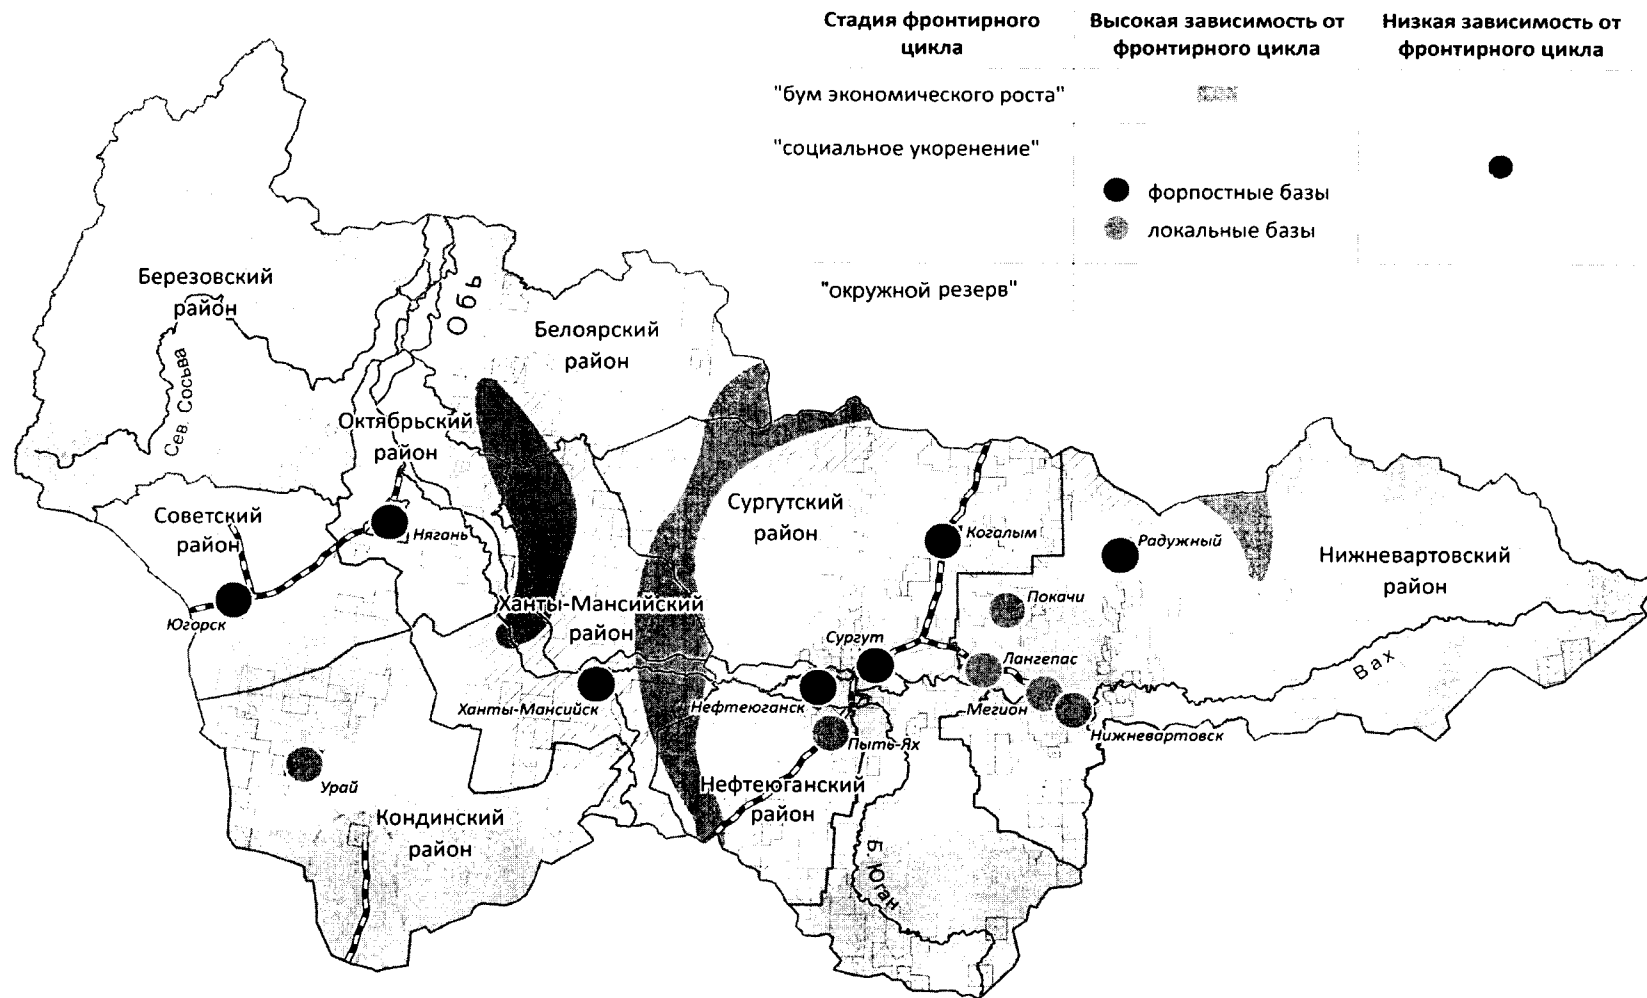 Стадия фронтирного
цикла
Высокая зависимость от
фронтирного цикла
Низкая зависимость от
фронтирного цикла
"бум экономического роста"
"социальное укоренение"
форпостные базы
локальные базы
"окружной резерв"
Березовский
район
Обь
Белоярский
район
Сев. Сосьва
Октябрьский
район
Советский
район
Нягань
Сургутский
район
Когалым
Радужный
Нижневартовский
район
Югорск
Ханты-Мансийский
район
Покачи
Сургут
Лангепас
Вах
Ханты-Мансийск
Нефтеюганск
Мегион
Нижневартовск
Пыть-Ях
Урай
Нефтеюганский
район
Кондинский
район
Б. Юган